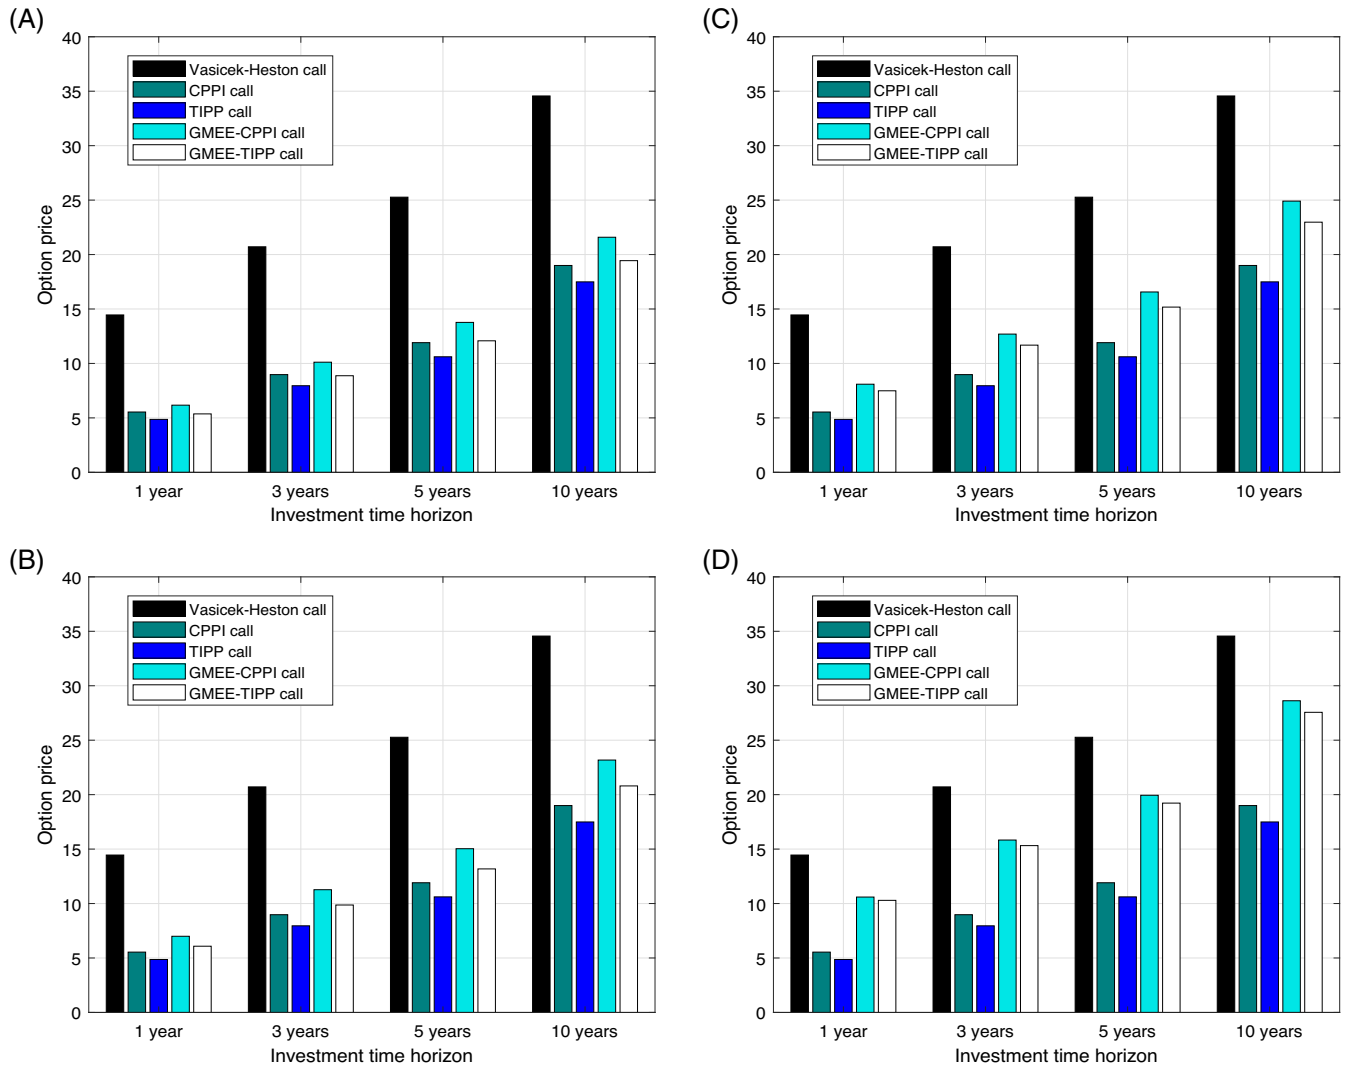 (A)
40
35
30
25
20
15
10
5
0
Option price
Vasicek-Heston call
CPPI call
TIPP call
GMEE-CPPI call
GMEE-TIPP call
1 year 3 years 5 years 10 years
Investment time horizon
(C)
40
35
30
25
20
15
10
5
0
Option price
Vasicek-Heston call
CPPI call
TIPP call
GMEE-CPPI call
GMEE-TIPP call
1 year 3 years 5 years 10 years
Investment time horizon
(B)
40
35
30
25
20
15
10
5
0
Option price
Vasicek-Heston call
CPPI call
TIPP call
GMEE-CPPI call
GMEE-TIPP call
1 year 3 years 5 years 10 years
Investment time horizon
(D)
40
35
30
25
20
15
10
5
0
Option price
Vasicek-Heston call
CPPI call
TIPP call
GMEE-CPPI call
GMEE-TIPP call
1 year 3 years 5 years 10 years
Investment time horizon